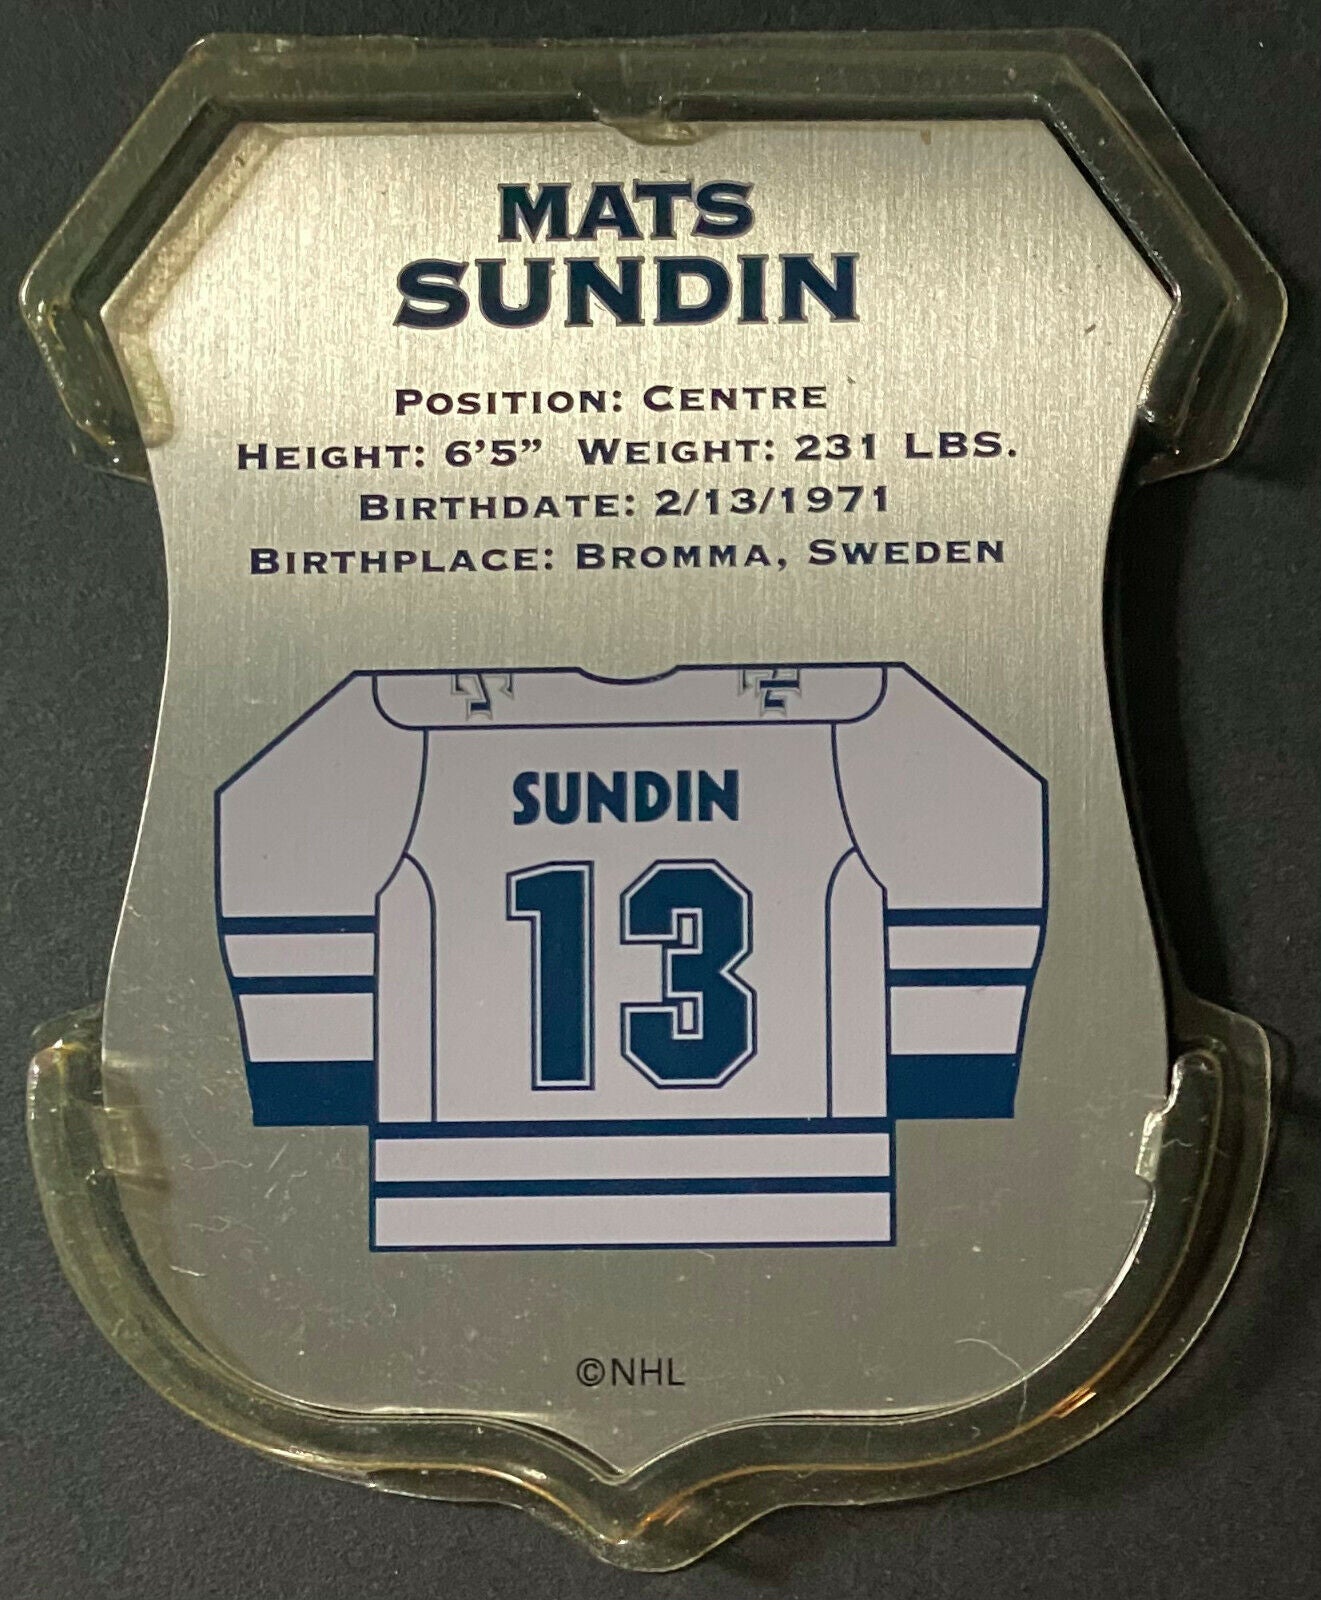 MATS
SUNDIN
POSITION: CENTRE
HEIGHT: 6'5" WEIGHT: 231 LBS.
BIRTHDATE: 2/13/1971
BIRTHPLACE: BROMMA, SWEDEN
SUNDIN
13
©NHL